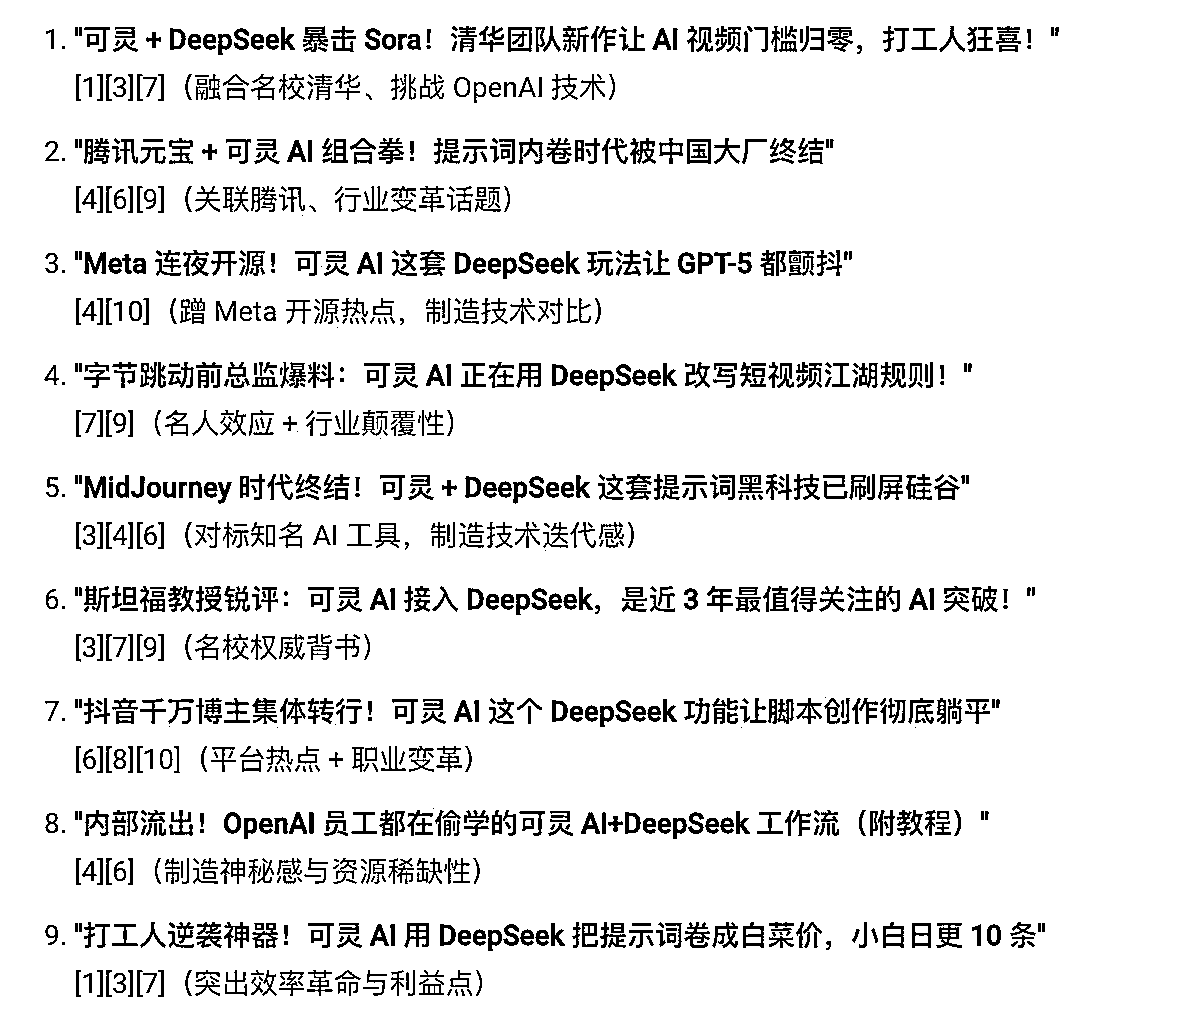 1. "可灵 + DeepSeek 暴击 Sora！清华团队新作让 AI 视频门槛归零，打工人狂喜！"
[1][3][7]（融合名校清华、挑战 OpenAI 技术）
2. "腾讯元宝 + 可灵 AI 组合拳！提示词内卷时代被中国大厂终结"
[4][6][9]（关联腾讯、行业变革话题）
3. "Meta 连夜开源！可灵 AI 这套 DeepSeek 玩法让 GPT-5 都颤抖"
[4][10]（蹭 Meta 开源热点，制造技术对比）
4. "字节跳动前总监爆料：可灵 AI 正在用 DeepSeek 改写短视频江湖规则！"
[7][9]（名人效应 + 行业颠覆性）
5. "MidJourney 时代终结！可灵 + DeepSeek 这套提示词黑科技已刷屏硅谷"
[3][4][6]（对标知名 AI 工具，制造技术迭代感）
6. "斯坦福教授锐评：可灵 AI 接入 DeepSeek，是近 3 年最值得关注的 AI 突破！"
[3][7][9]（名校权威背书）
7. "抖音千万博主集体转行！可灵 AI 这个 DeepSeek 功能让脚本创作彻底躺平"
[6][8][10]（平台热点 + 职业变革）
8. "内部流出！OpenAI 员工都在偷学的可灵 AI+DeepSeek 工作流（附教程）"
[4][6]（制造神秘感与资源稀缺性）
9. "打工人逆袭神器！可灵 AI 用 DeepSeek 把提示词卷成白菜价，小白日更 10 条"
[1][3][7]（突出效率革命与利益点）